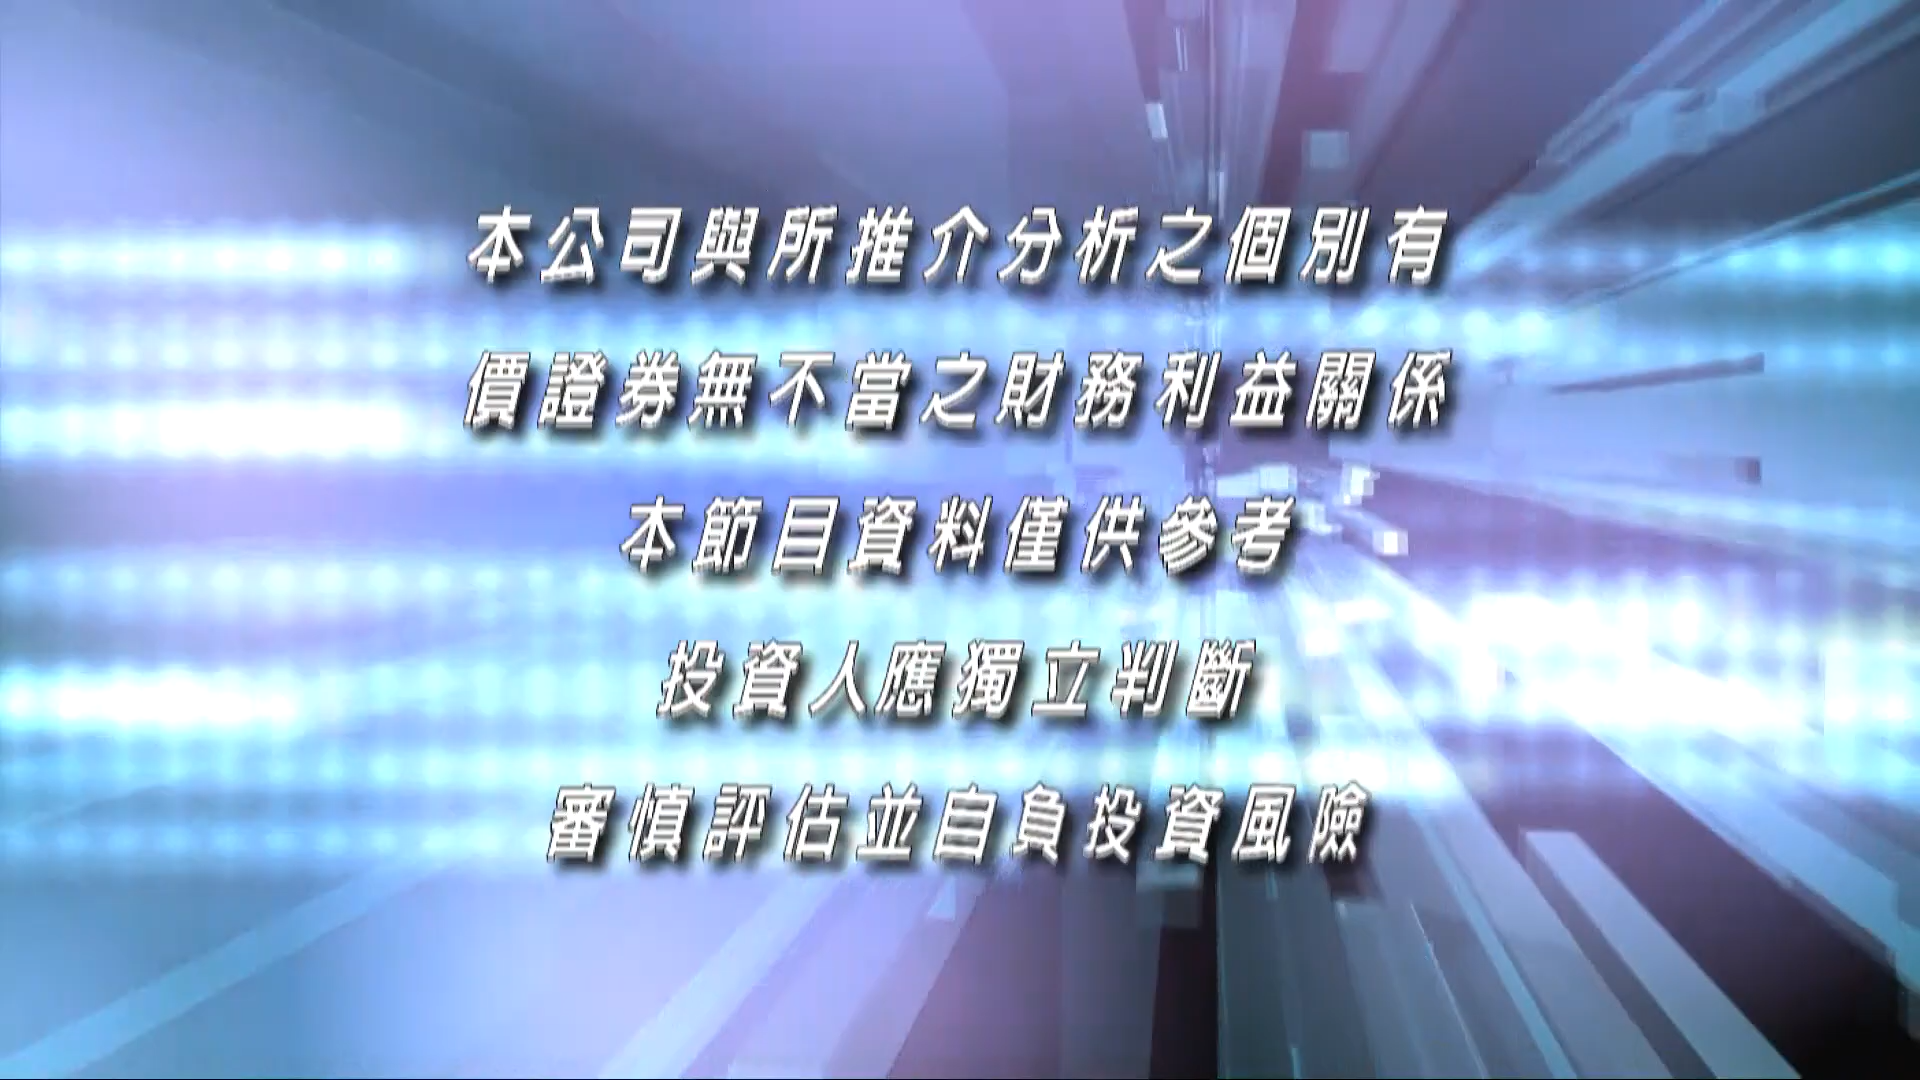 本公司與所推介分析之個別有
價證券無不當之財務利益關係
本節目資料僅供參考
投資人應獨立判斷
審慎評估並自負投資風險